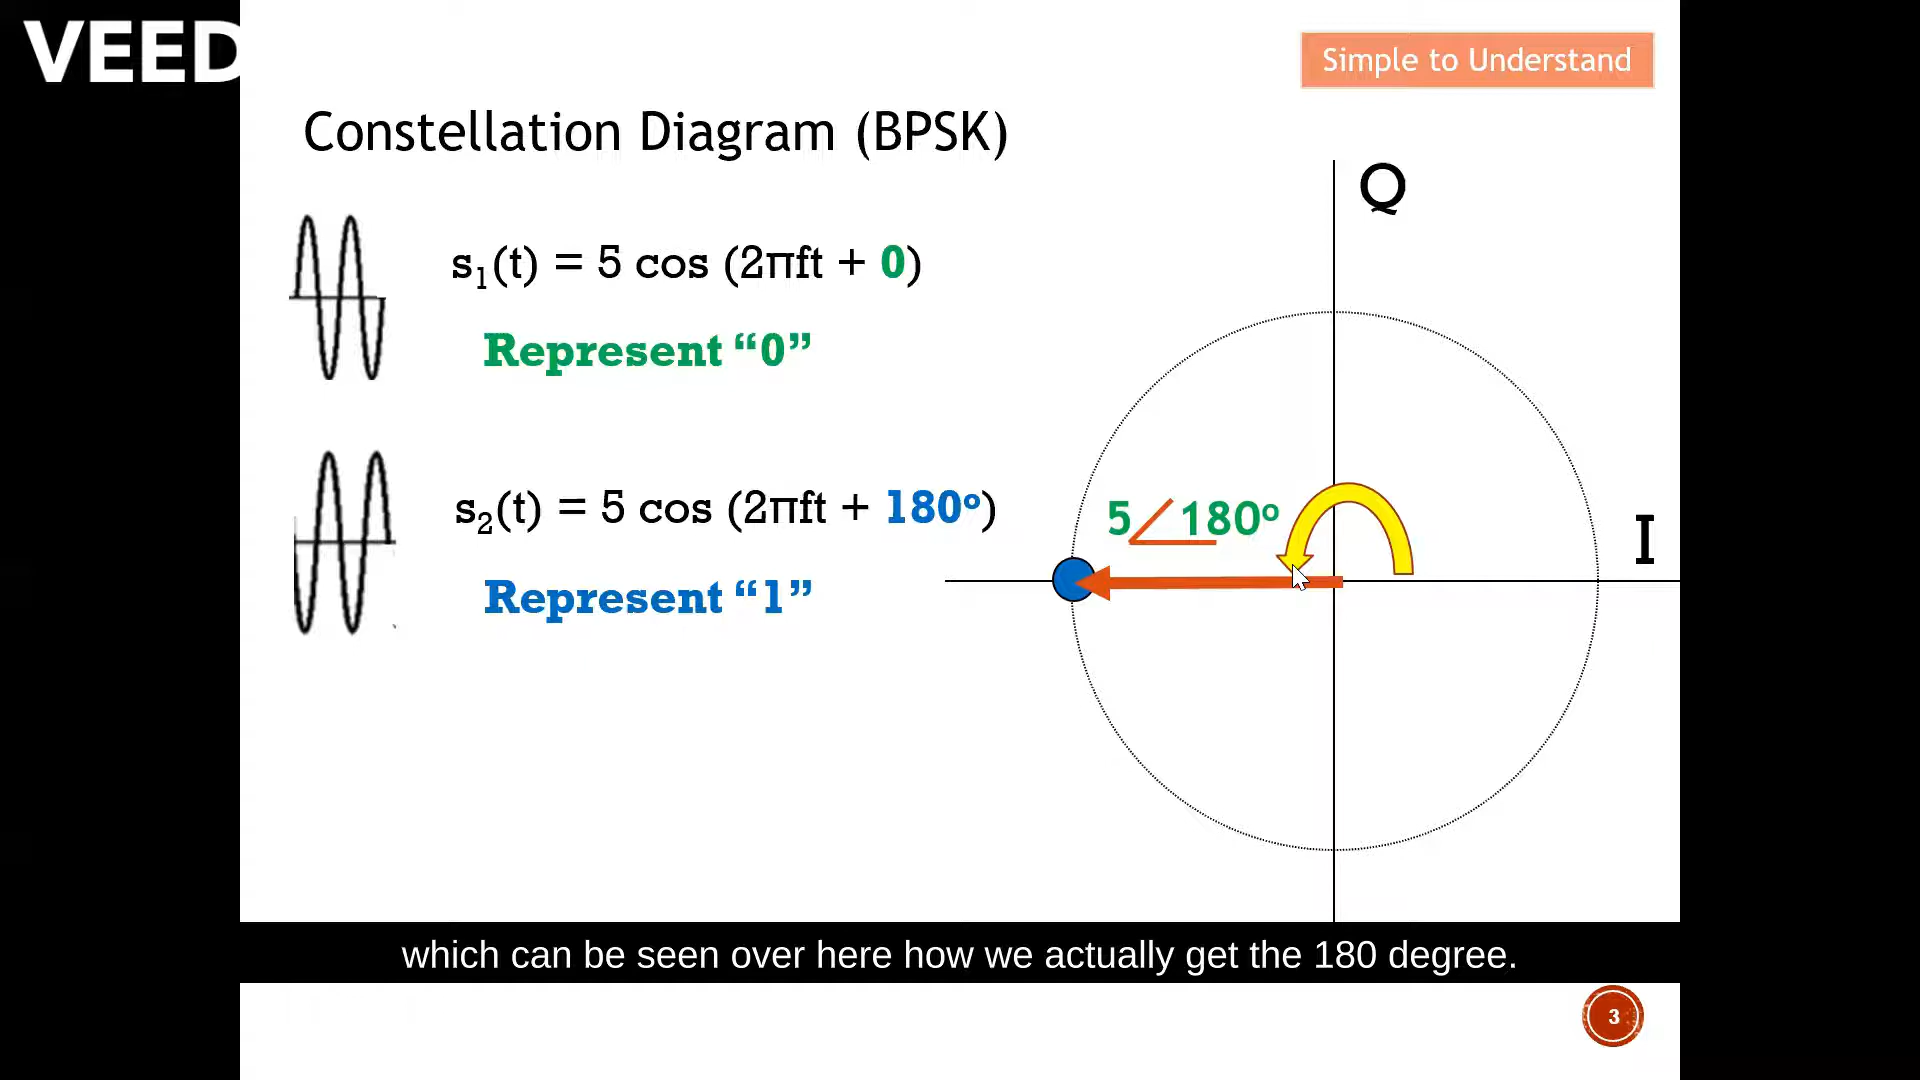 VEED
Simple to Understand
Constellation Diagram (BPSK)
Q
s₁(t) = 5 cos (2πft + 0)
Represent “0”
s₂(t) = 5 cos (2πft + 180º)
5∠180º
I
Represent “1”
which can be seen over here how we actually get the 180 degree.
3